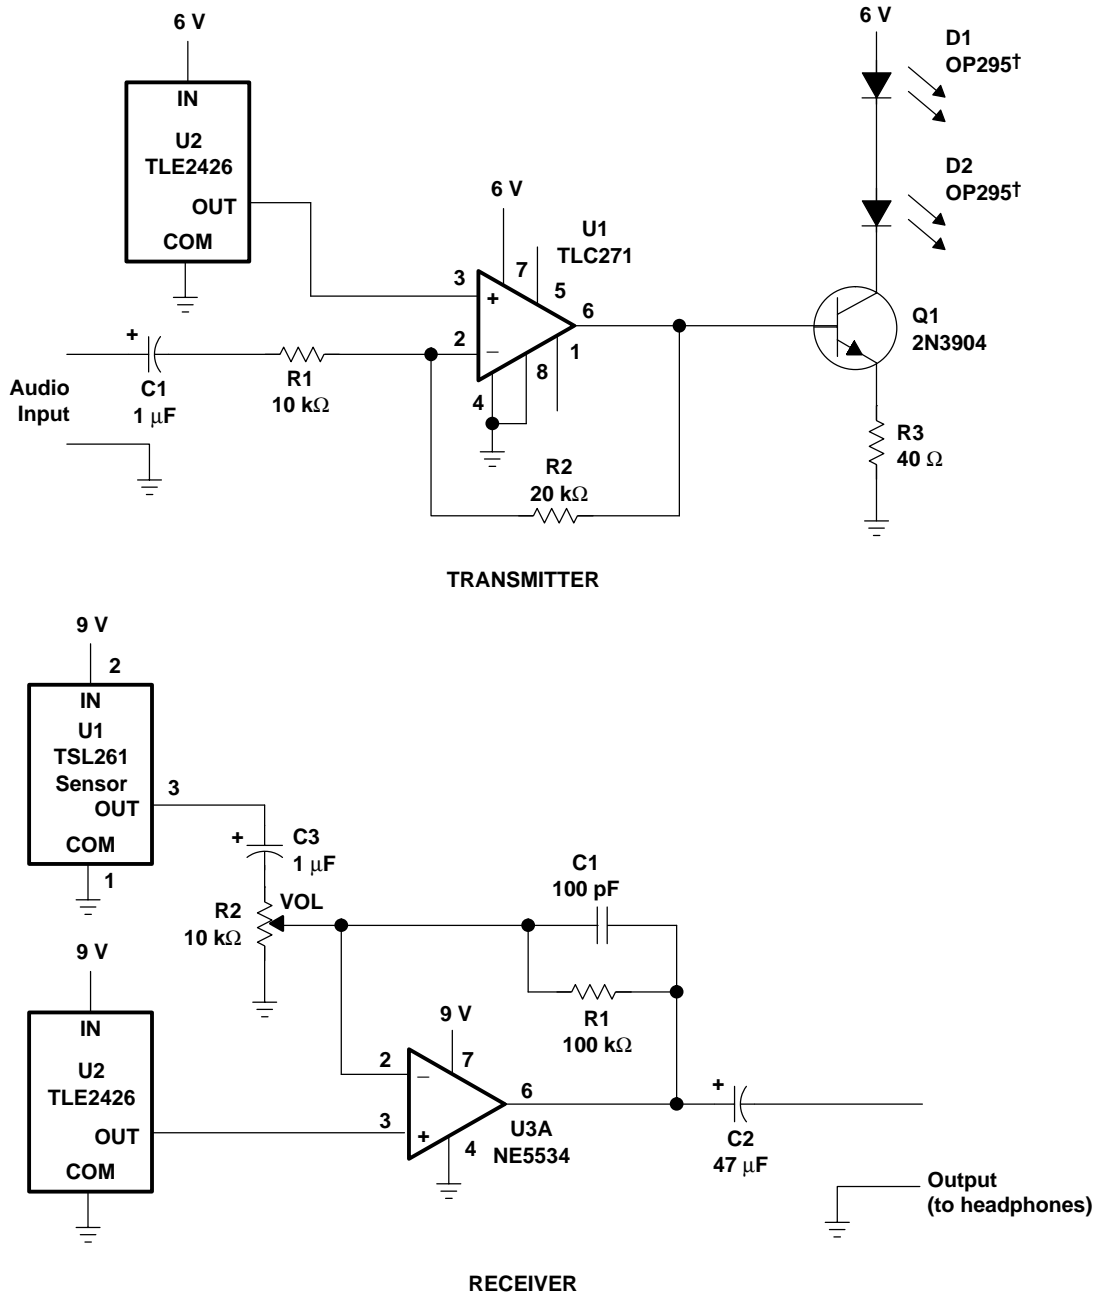 6 V
IN
U2
TLE2426
OUT
COM
+
C1
1 μF
Audio
Input
R1
10 kΩ
6 V
7
U1
TLC271
5
3
+
2
−
6
1
8
4
R2
20 kΩ
6 V
D1
OP295†
D2
OP295†
Q1
2N3904
R3
40 Ω
TRANSMITTER
9 V
2
IN
U1
TSL261
Sensor
OUT
3
COM
1
+
C3
1 μF
R2
10 kΩ
VOL
C1
100 pF
R1
100 kΩ
9 V
IN
U2
TLE2426
OUT
COM
9 V
7
2
−
3
+
6
4
U3A
NE5534
+
C2
47 μF
Output
(to headphones)
RECEIVER